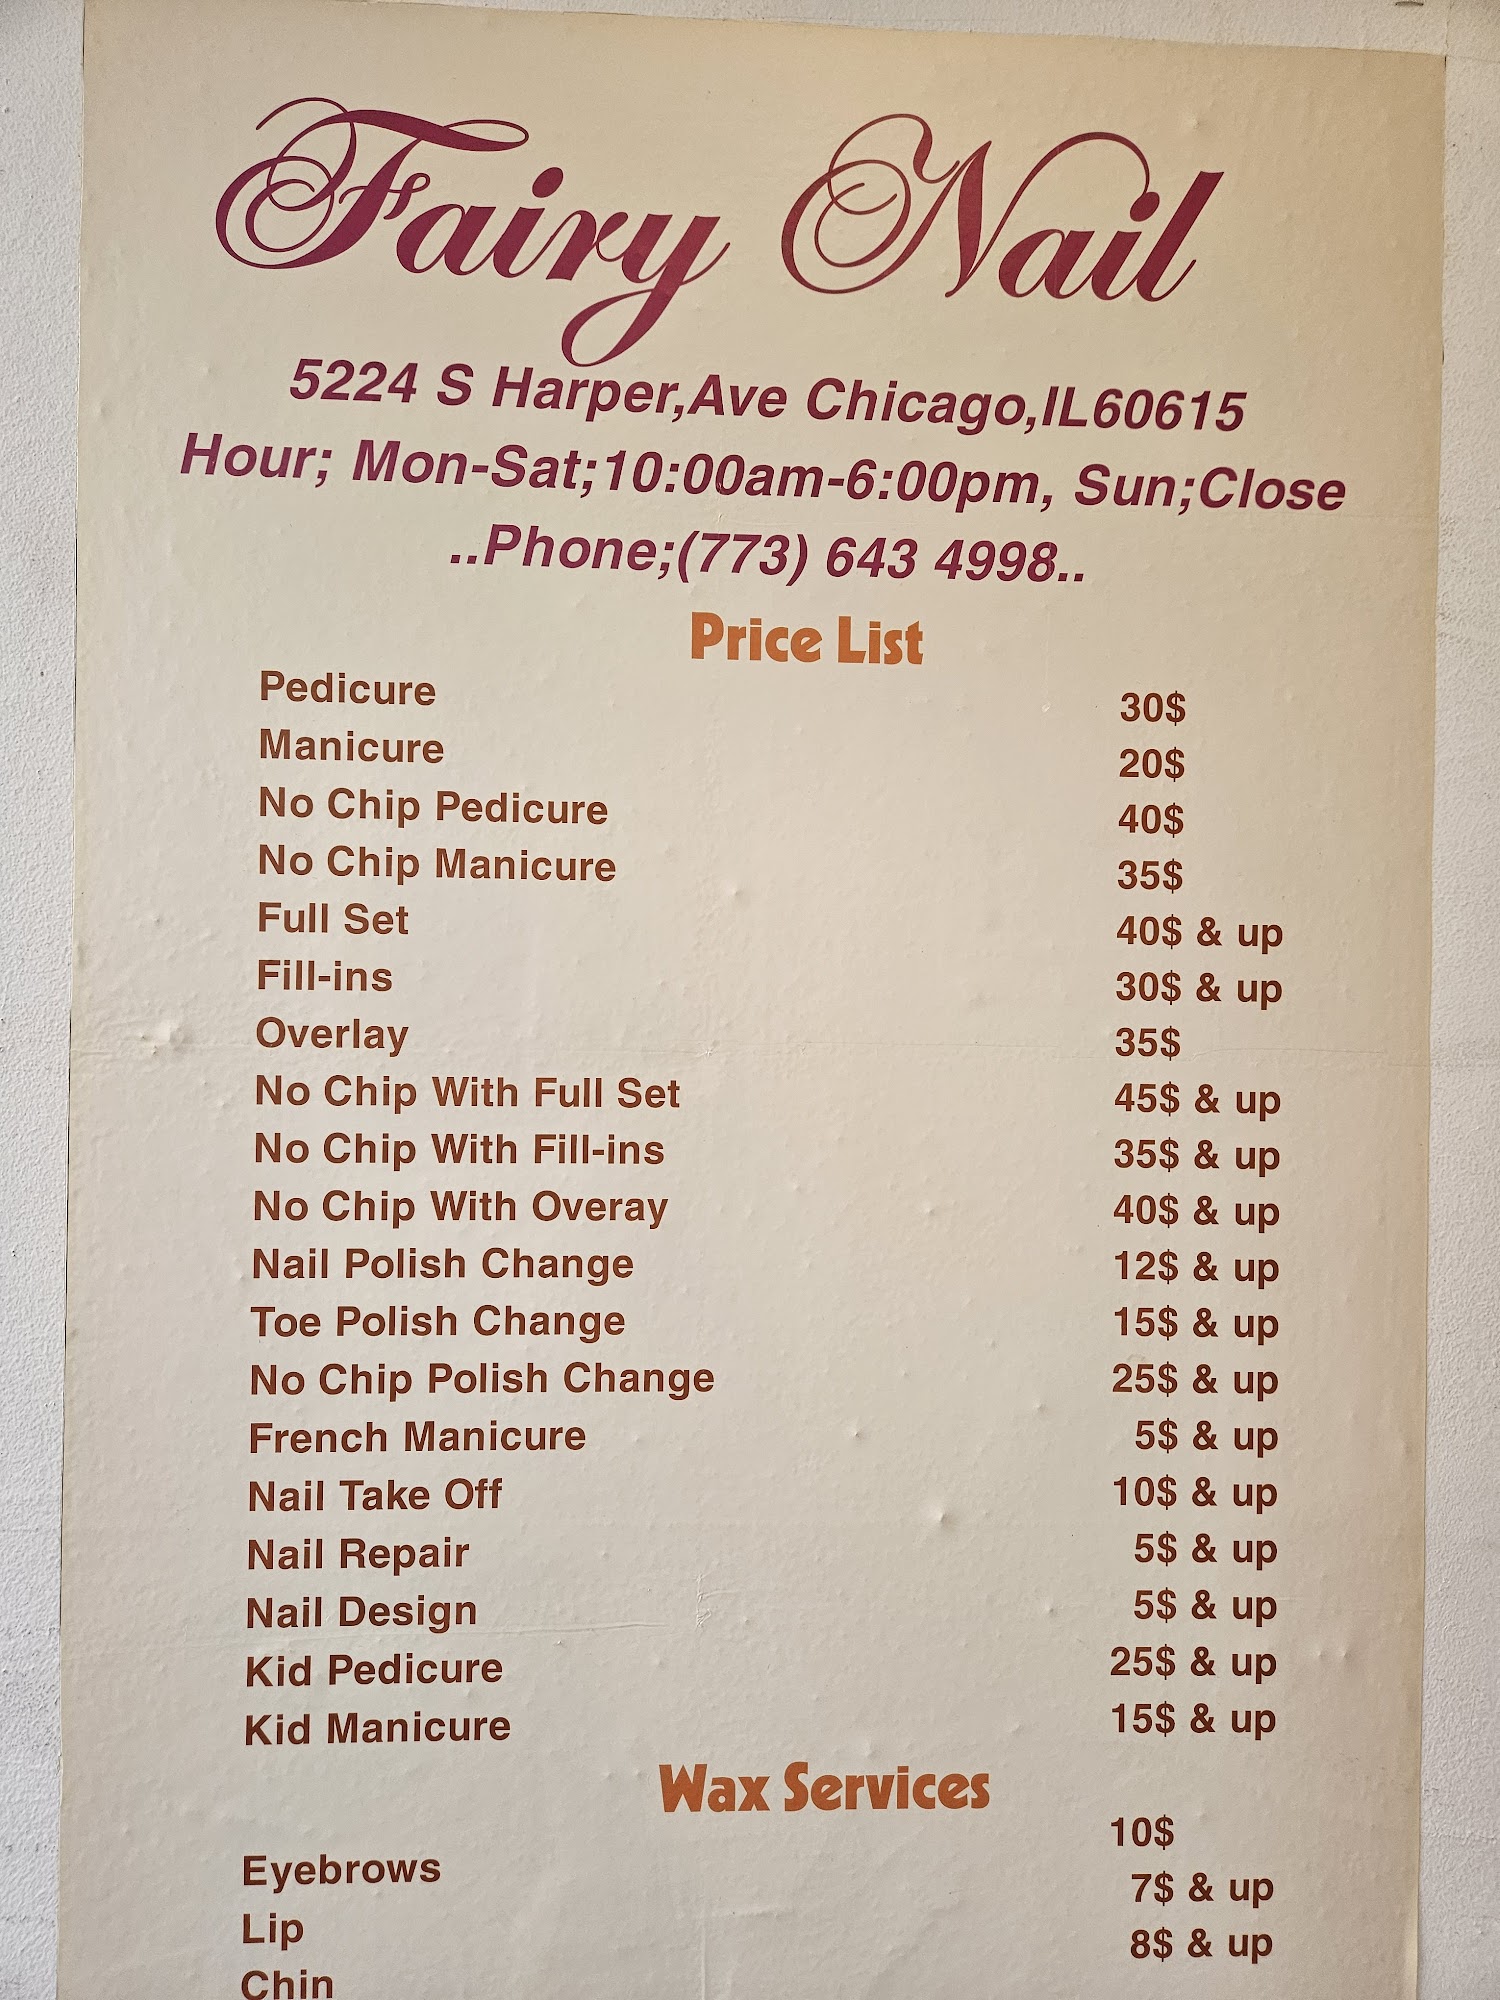 Fairy Nail
5224 S Harper,Ave Chicago,IL60615
Hour; Mon-Sat;10:00am-6:00pm, Sun;Close
..Phone;(773) 643 4998..
Price List
Pedicure 30$
Manicure 20$
No Chip Pedicure 40$
No Chip Manicure 35$
Full Set 40$ & up
Fill-ins 30$ & up
Overlay 35$
No Chip With Full Set 45$ & up
No Chip With Fill-ins 35$ & up
No Chip With Overay 40$ & up
Nail Polish Change 12$ & up
Toe Polish Change 15$ & up
No Chip Polish Change 25$ & up
French Manicure 5$ & up
Nail Take Off 10$ & up
Nail Repair 5$ & up
Nail Design 5$ & up
Kid Pedicure 25$ & up
Kid Manicure 15$ & up
Wax Services
Eyebrows 10$
Lip 7$ & up
Chin 8$ & up